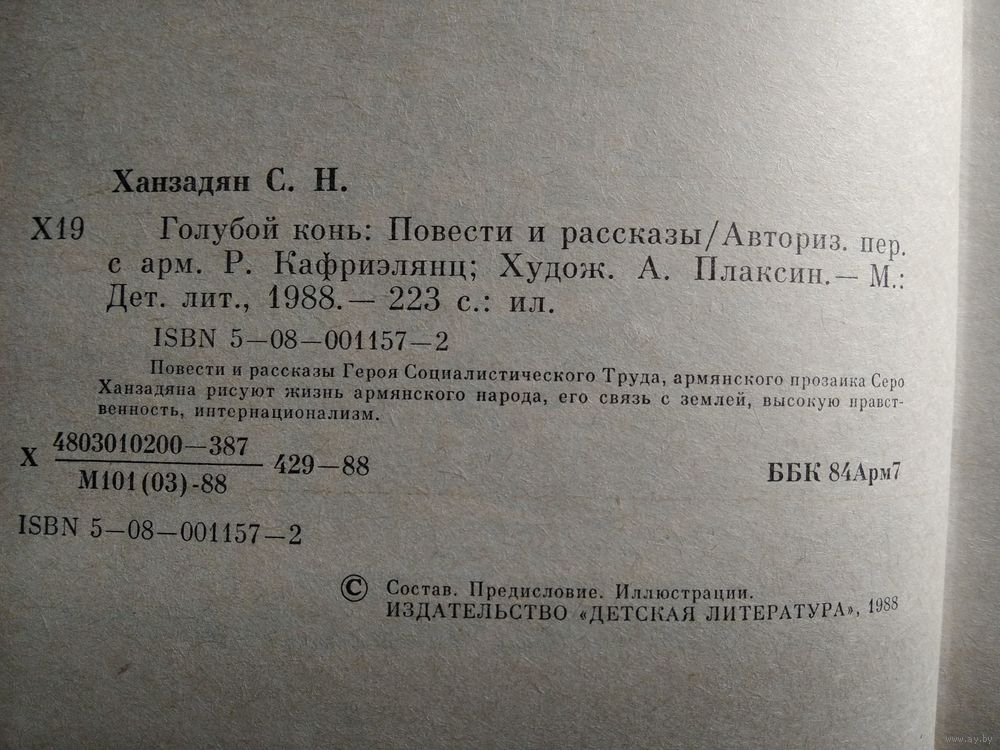 Ханзадян С. Н.
Х19 Голубой конь: Повести и рассказы/Авториз. пер.
с арм. Р. Кафриэлянц; Худож. А. Плаксин.— М.:
Дет. лит., 1988.— 223 с.: ил.
ISBN 5—08—001157—2
Повести и рассказы Героя Социалистического Труда, армянского прозаика Серо
Ханзадяна рисуют жизнь армянского народа, его связь с землей, высокую нравст-
венность, интернационализм.
Х 4803010200—387 429—88
М101(03)-88
ББК 84Арм7
ISBN 5—08—001157—2
© Состав. Предисловие. Иллюстрации.
ИЗДАТЕЛЬСТВО «ДЕТСКАЯ ЛИТЕРАТУРА», 1988
www.ay.by